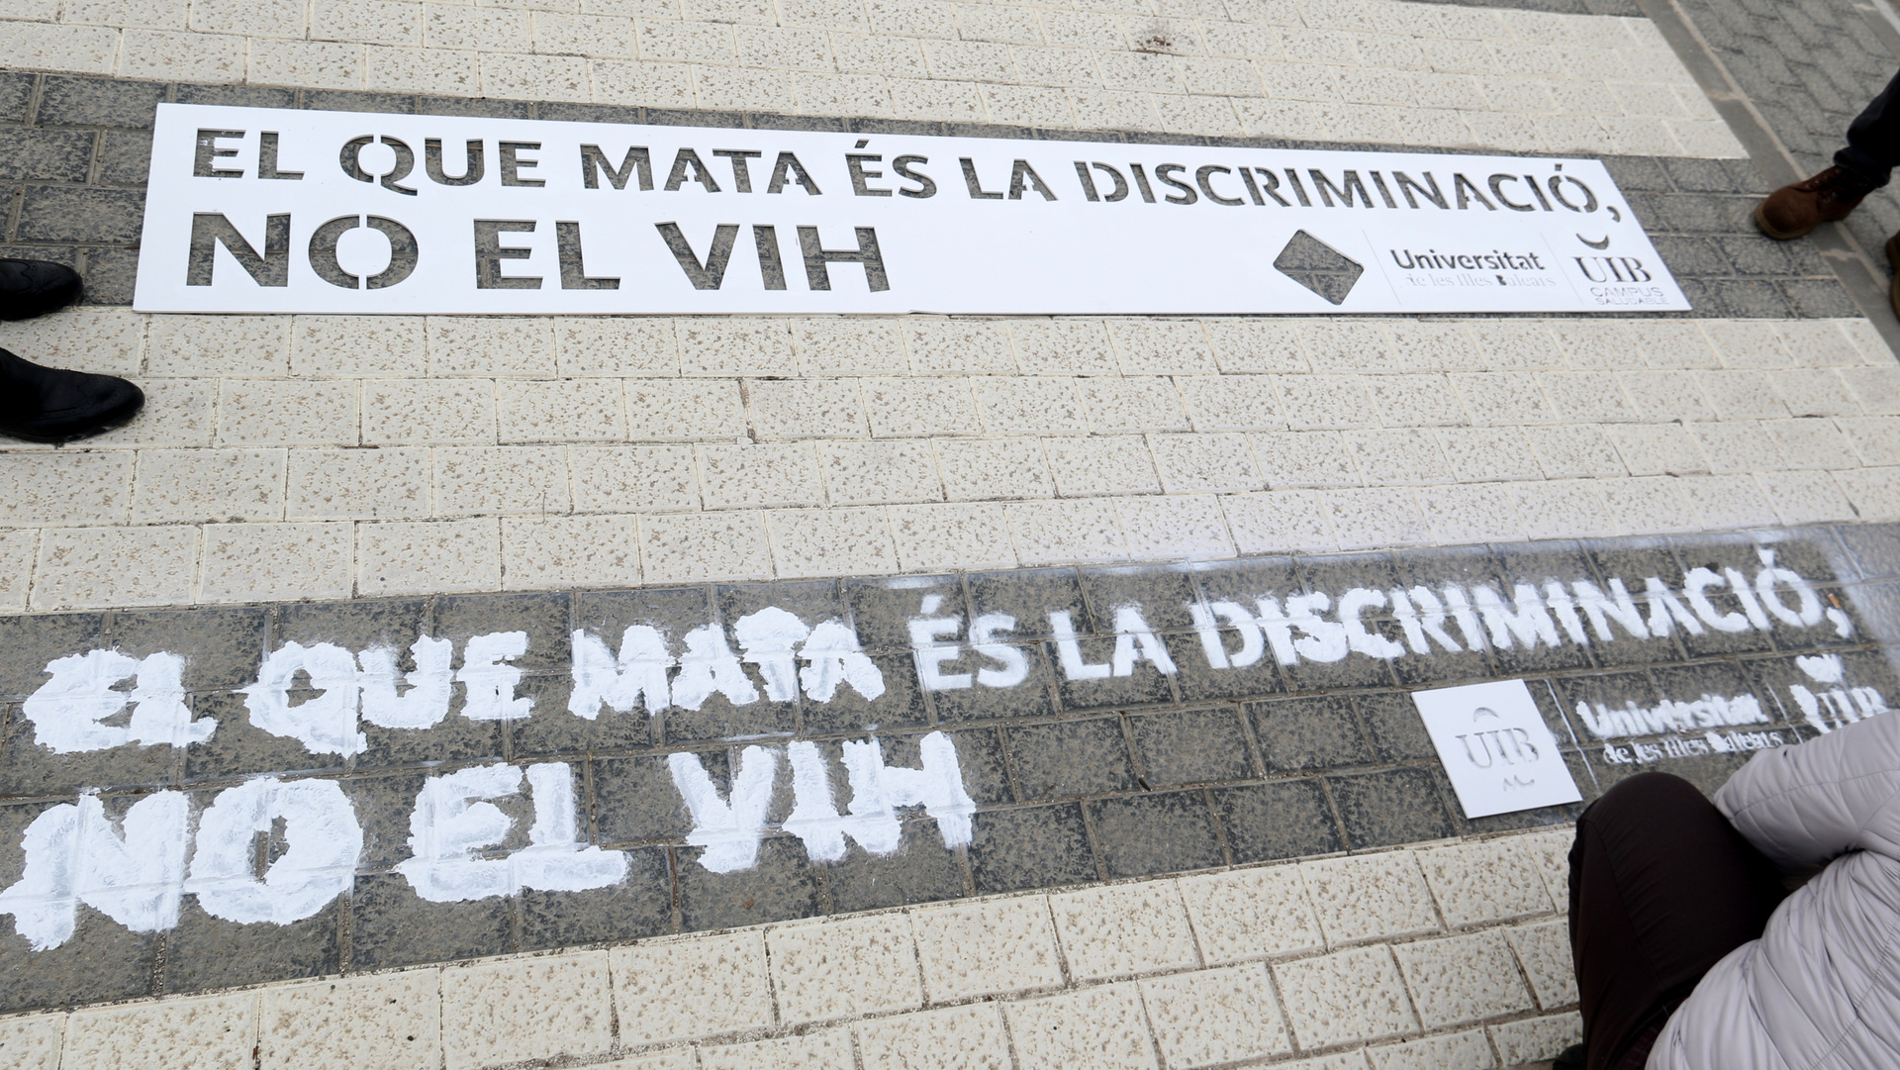 EL QUE MATA ÉS LA DISCRIMINACIÓ,
NO EL VIH
Universitat
de les Illes Balears
UIB
CAMPUS
SALUDABLE
EL QUE MATA ÉS LA DISCRIMINACIÓ,
NO EL VIH
UIB
Universitat
de les Illes Balears
UIB